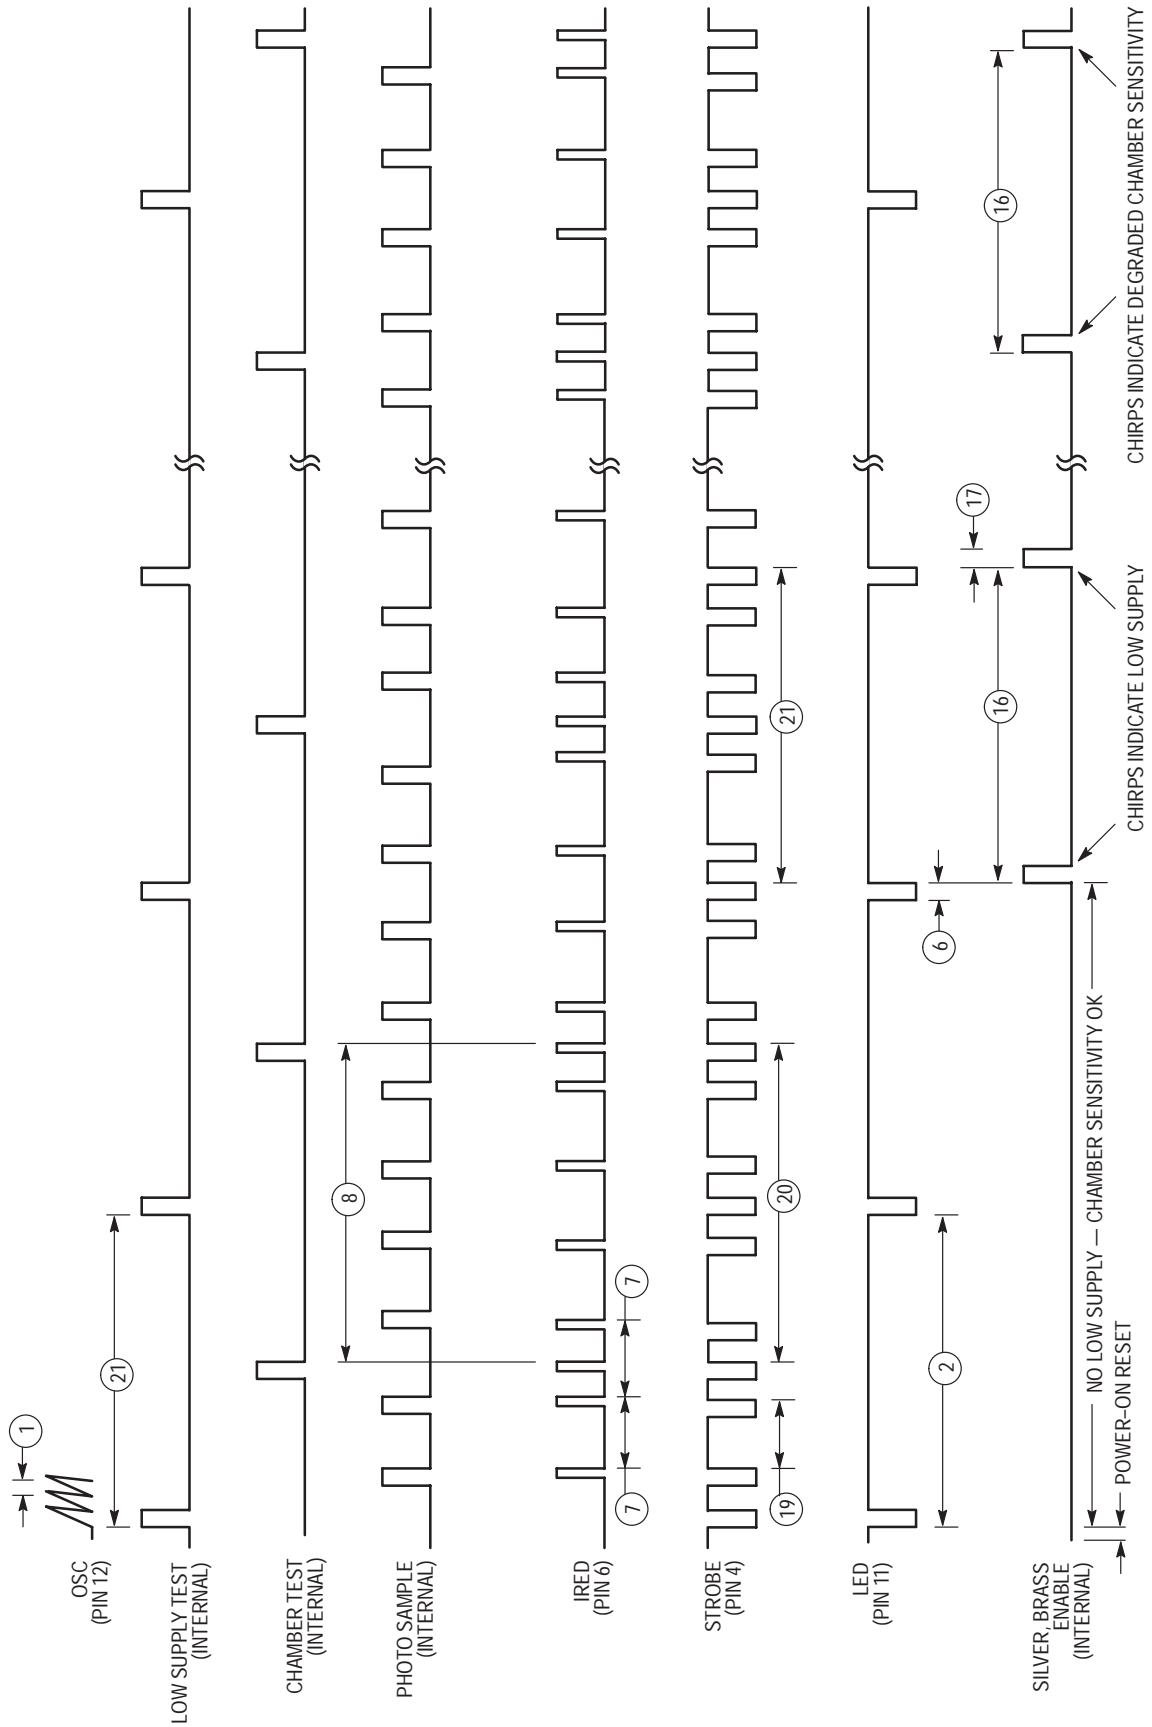 OSC
(PIN 12)
1
LOW SUPPLY TEST
(INTERNAL)
21
CHAMBER TEST
(INTERNAL)
8
PHOTO SAMPLE
(INTERNAL)
IRED
(PIN 6)
7
7
STROBE
(PIN 4)
19
20
21
LED
(PIN 11)
2
6
16
17
16
SILVER, BRASS
ENABLE
(INTERNAL)
NO LOW SUPPLY — CHAMBER SENSITIVITY OK
POWER–ON RESET
CHIRPS INDICATE LOW SUPPLY
CHIRPS INDICATE DEGRADED CHAMBER SENSITIVITY